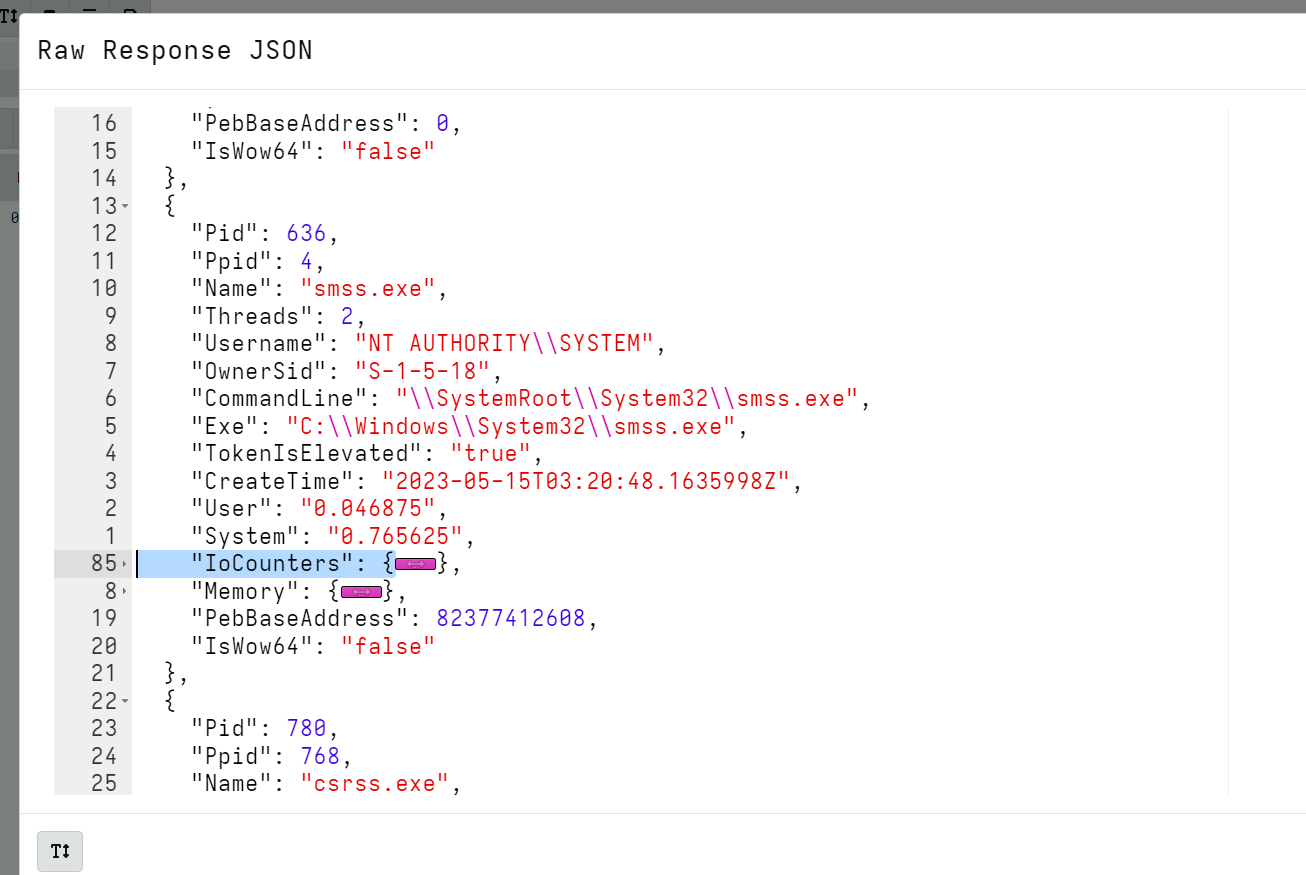 T↕
Raw Response JSON
16 "PebBaseAddress": 0,
15 "IsWow64": "false"
14 },
13 {
12 "Pid": 636,
11 "Ppid": 4,
10 "Name": "smss.exe",
9 "Threads": 2,
8 "Username": "NT AUTHORITY\\SYSTEM",
7 "OwnerSid": "S-1-5-18",
6 "CommandLine": "\\SystemRoot\\System32\\smss.exe",
5 "Exe": "C:\\Windows\\System32\\smss.exe",
4 "TokenIsElevated": "true",
3 "CreateTime": "2023-05-15T03:20:48.1635998Z",
2 "User": "0.046875",
1 "System": "0.765625",
85 "IoCounters": {↔},
8 "Memory": {↔},
19 "PebBaseAddress": 82377412608,
20 "IsWow64": "false"
21 },
22 {
23 "Pid": 780,
24 "Ppid": 768,
25 "Name": "csrss.exe",
0
T↕